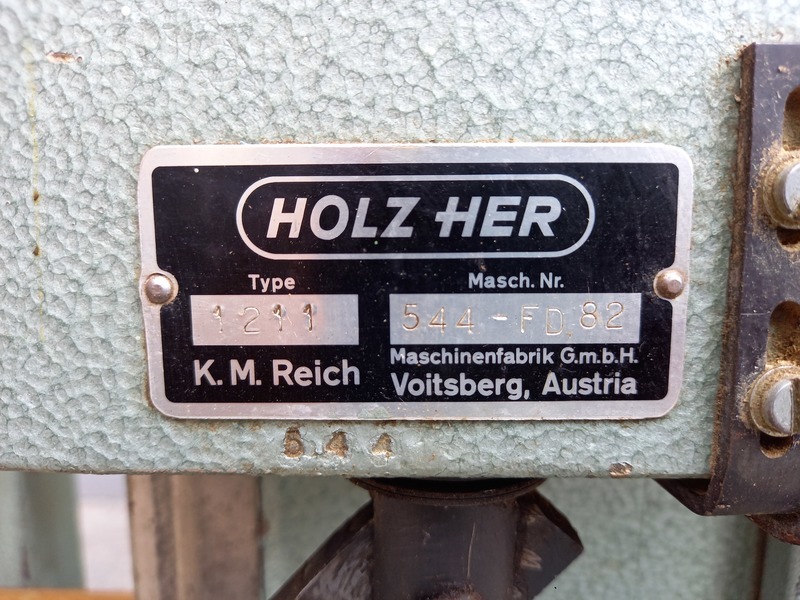 HOLZ HER
Type
1211
Masch. Nr.
544-FD.82
K. M. Reich
Maschinenfabrik G.m.b.H.
Voitsberg, Austria
544